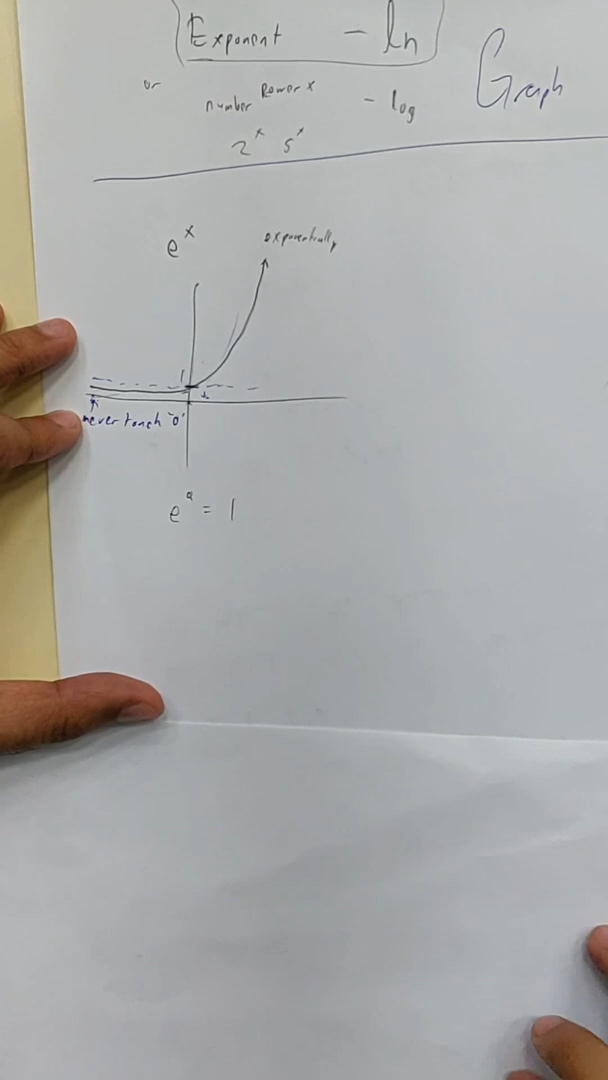 Exponent - ln
Graph
or number Power x - log
2^x 5^x
e^x
exponentially
1
never touch "0"
e^0 = 1